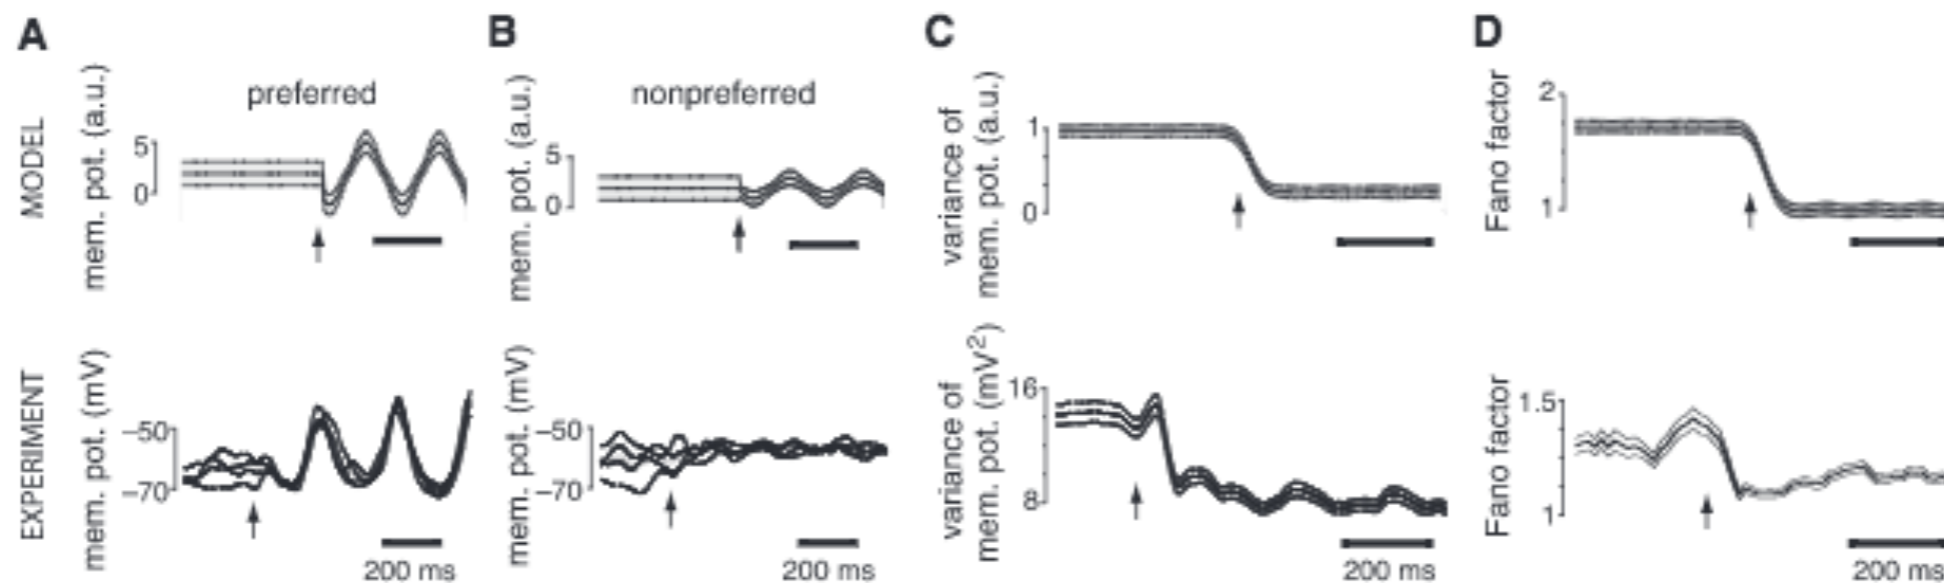 A
B
C
D
preferred
nonpreferred
MODEL
mem. pot. (a.u.)
5
0
mem. pot. (a.u.)
5
0
variance of
mem. pot. (a.u.)
1
0
Fano factor
2
1
EXPERIMENT
mem. pot. (mV)
−50
−70
200 ms
mem. pot. (mV)
−50
−70
200 ms
variance of
mem. pot. (mV²)
16
8
200 ms
Fano factor
1.5
1
200 ms